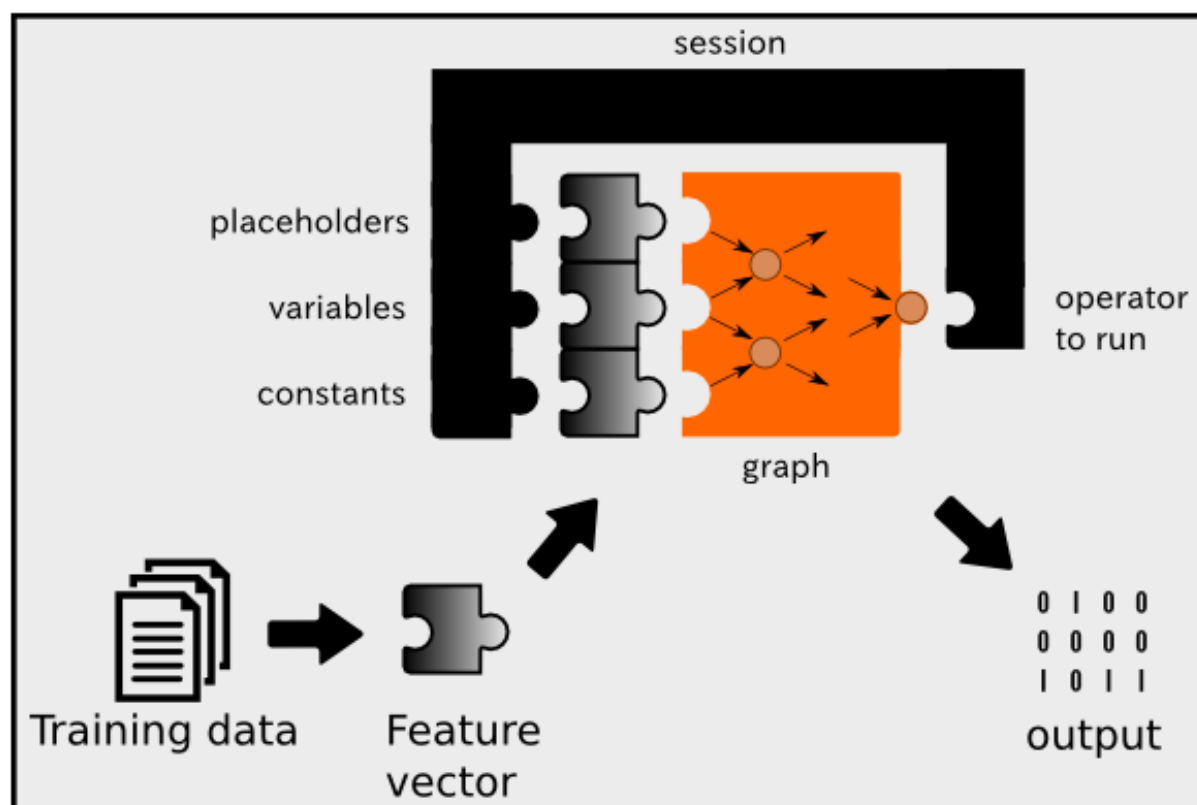 session
placeholders
variables
constants
operator
to run
graph
Training data
Feature
vector
0 1 0 0
0 0 0 0
1 0 1 1
output